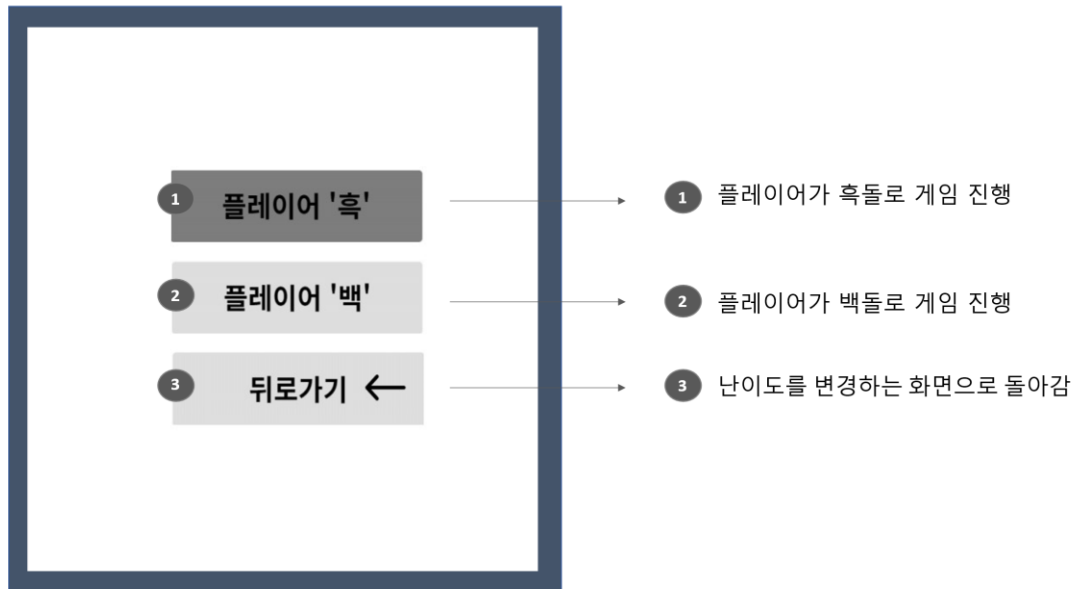 1 플레이어 '흑'
1 플레이어가 흑돌로 게임 진행
2 플레이어 '백'
2 플레이어가 백돌로 게임 진행
3 뒤로가기 ←
3 난이도를 변경하는 화면으로 돌아감